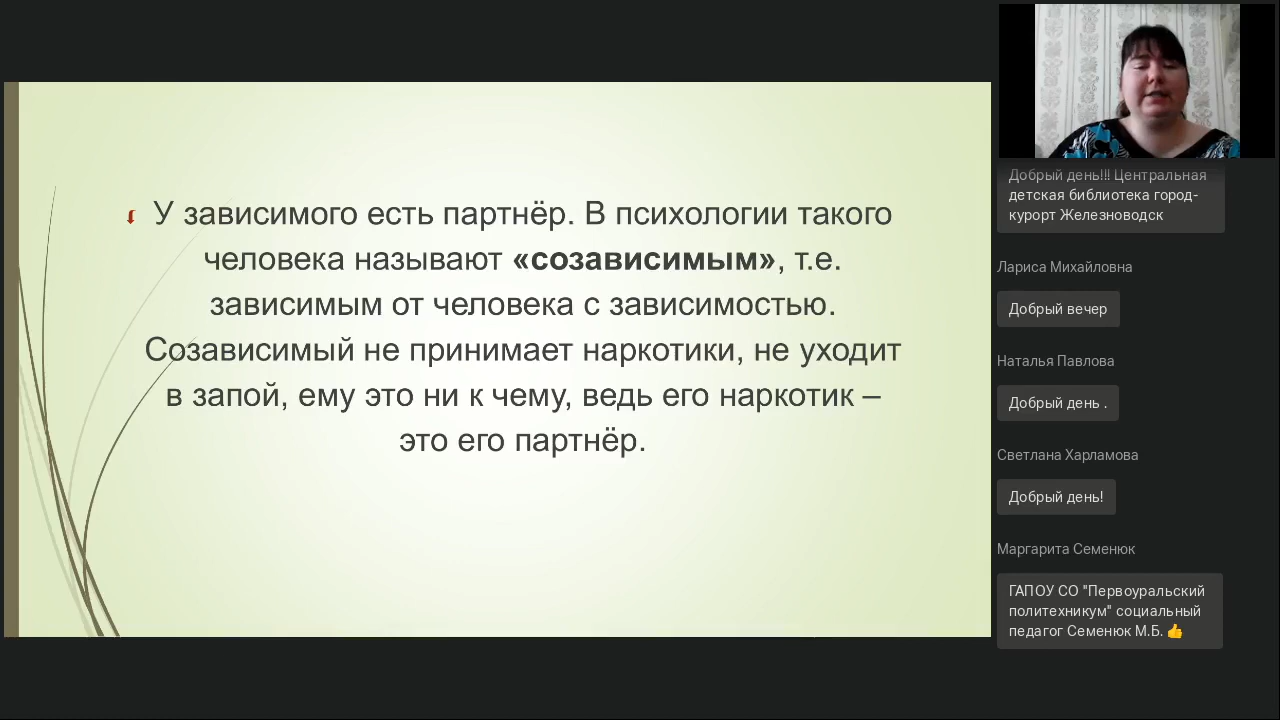 У зависимого есть партнёр. В психологии такого
человека называют «созависимым», т.е.
зависимым от человека с зависимостью.
Созависимый не принимает наркотики, не уходит
в запой, ему это ни к чему, ведь его наркотик –
это его партнёр.
Добрый день!!! Центральная
детская библиотека город-
курорт Железноводск
Лариса Михайловна
Добрый вечер
Наталья Павлова
Добрый день .
Светлана Харламова
Добрый день!
Маргарита Семенюк
ГАПОУ СО "Первоуральский
политехникум" социальный
педагог Семенюк М.Б. 👍